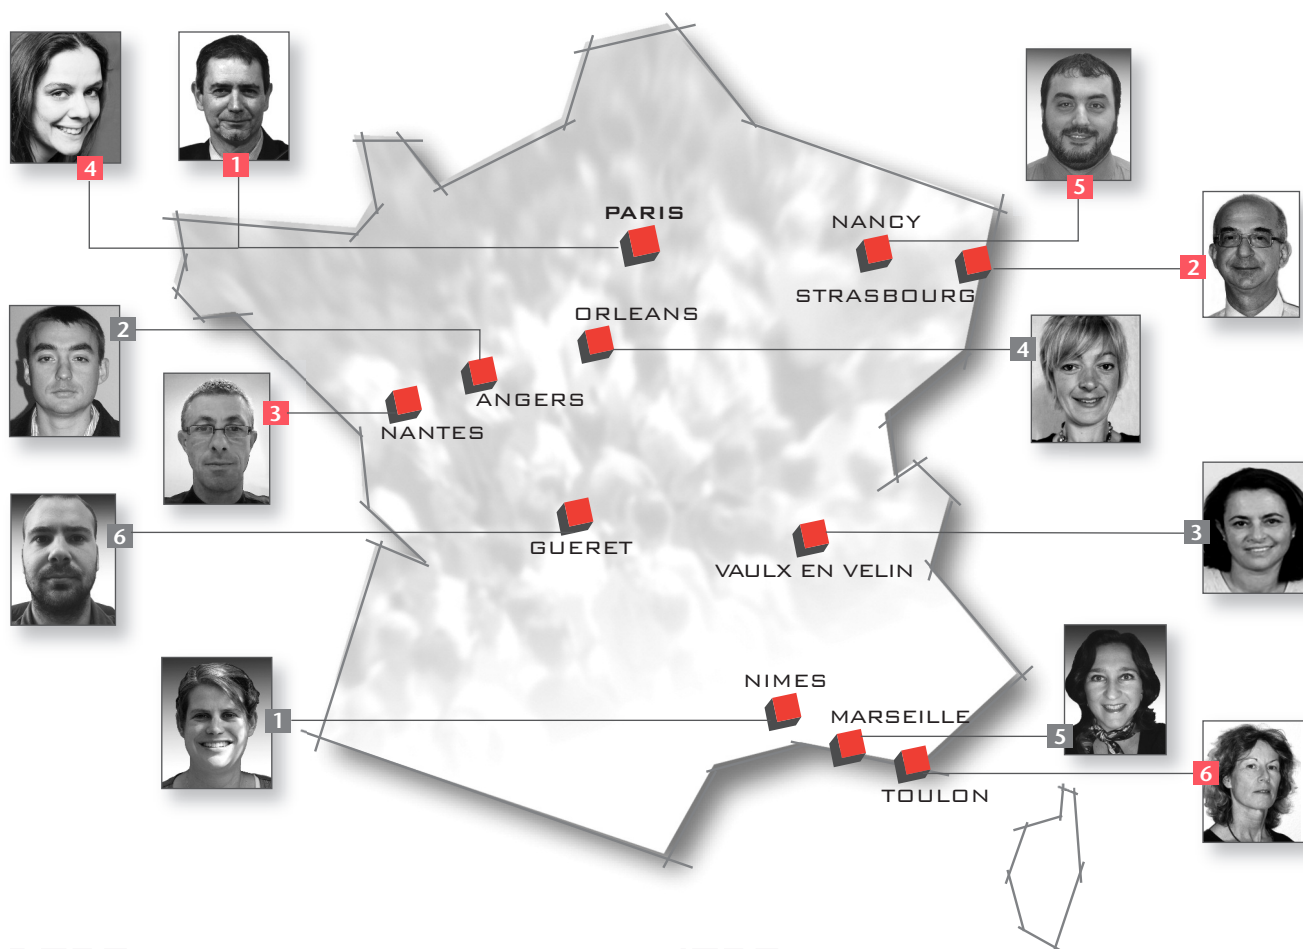 4
1
5
PARIS
NANCY
2
STRASBOURG
2
ORLEANS
4
ANGERS
3
NANTES
6
GUERET
3
VAULX EN VELIN
NIMES
1
MARSEILLE
5
TOULON
6